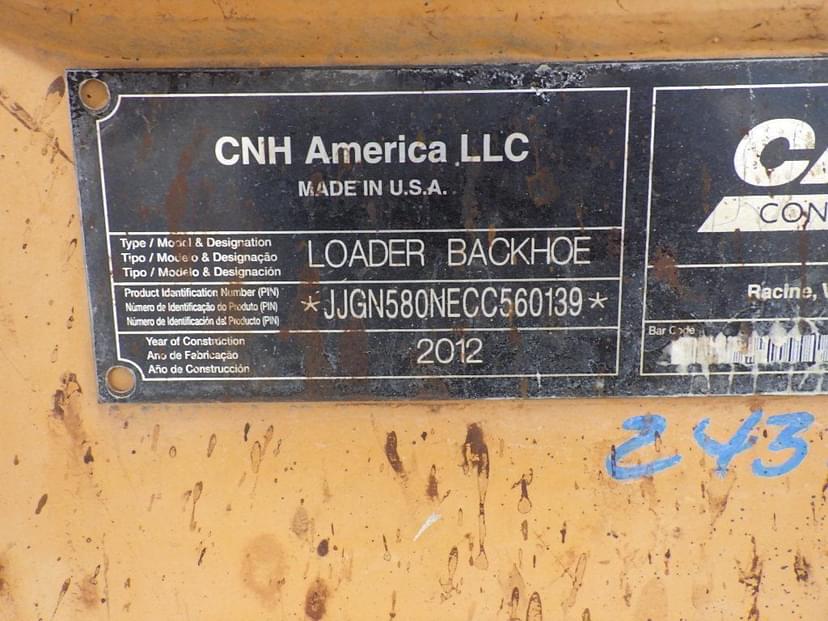 CNH America LLC
MADE IN U.S.A.
Type / Model & Designation
Tipo / Modelo & Designação
Tipo / Modelo & Designación
LOADER BACKHOE
Product Identification Number (PIN)
Número de Identificação do Produto (PIN)
Número de Identificación del Producto (PIN)
*JJGN580NECC560139*
Year of Construction
Ano de Fabricação
Año de Construcción
2012
CA
CON
Racine, W
Bar Code
243